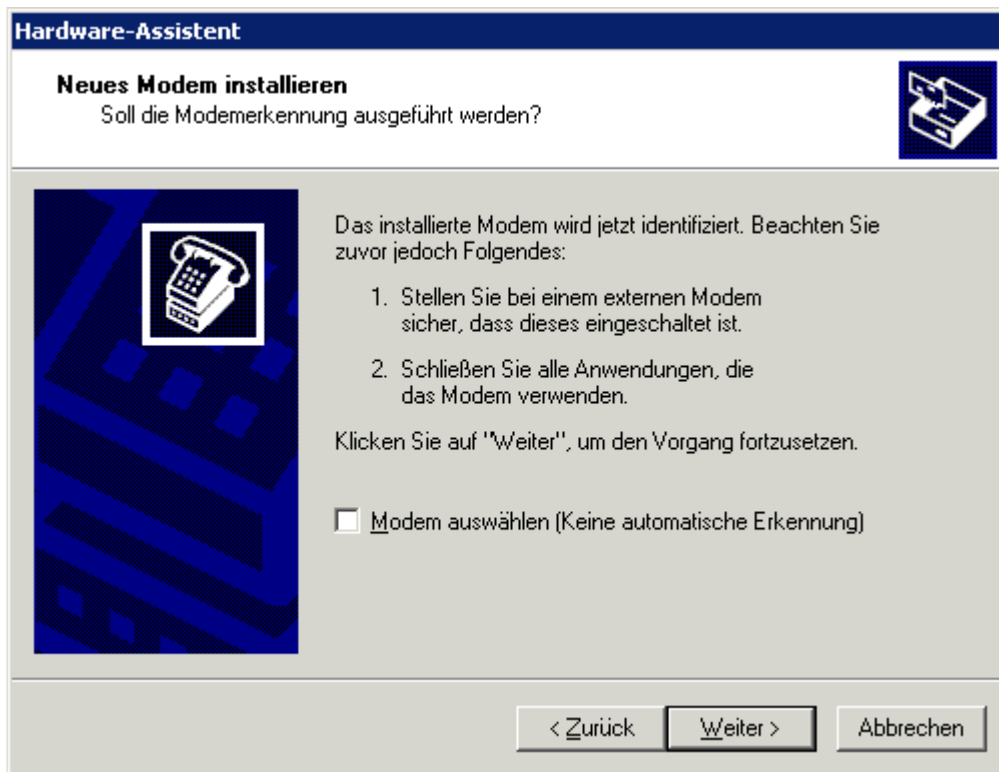 Hardware-Assistent
Neues Modem installieren
Soll die Modemerkennung ausgeführt werden?
Das installierte Modem wird jetzt identifiziert. Beachten Sie
zuvor jedoch Folgendes:
1. Stellen Sie bei einem externen Modem
sicher, dass dieses eingeschaltet ist.
2. Schließen Sie alle Anwendungen, die
das Modem verwenden.
Klicken Sie auf "Weiter", um den Vorgang fortzusetzen.
Modem auswählen (Keine automatische Erkennung)
< Zurück Weiter > Abbrechen